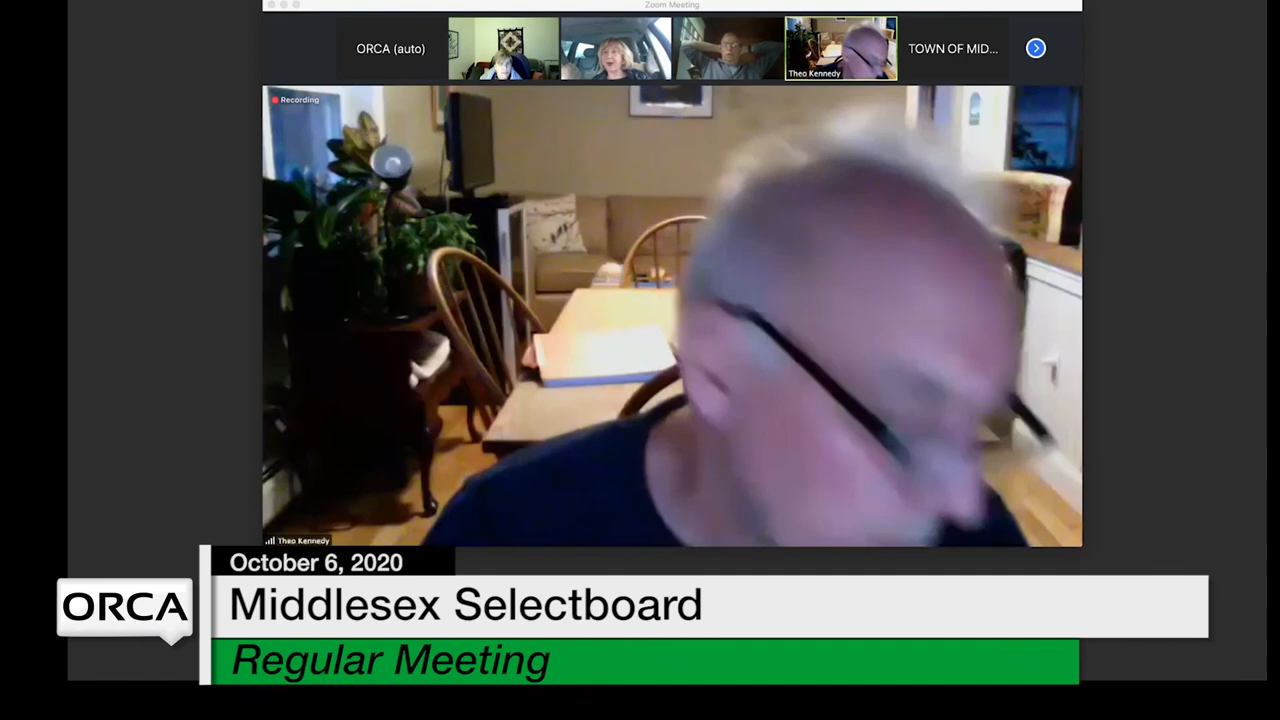 Zoom Meeting
ORCA (auto)
Theo Kennedy
TOWN OF MID...
Recording
Theo Kennedy
October 6, 2020
ORCA
Middlesex Selectboard
Regular Meeting